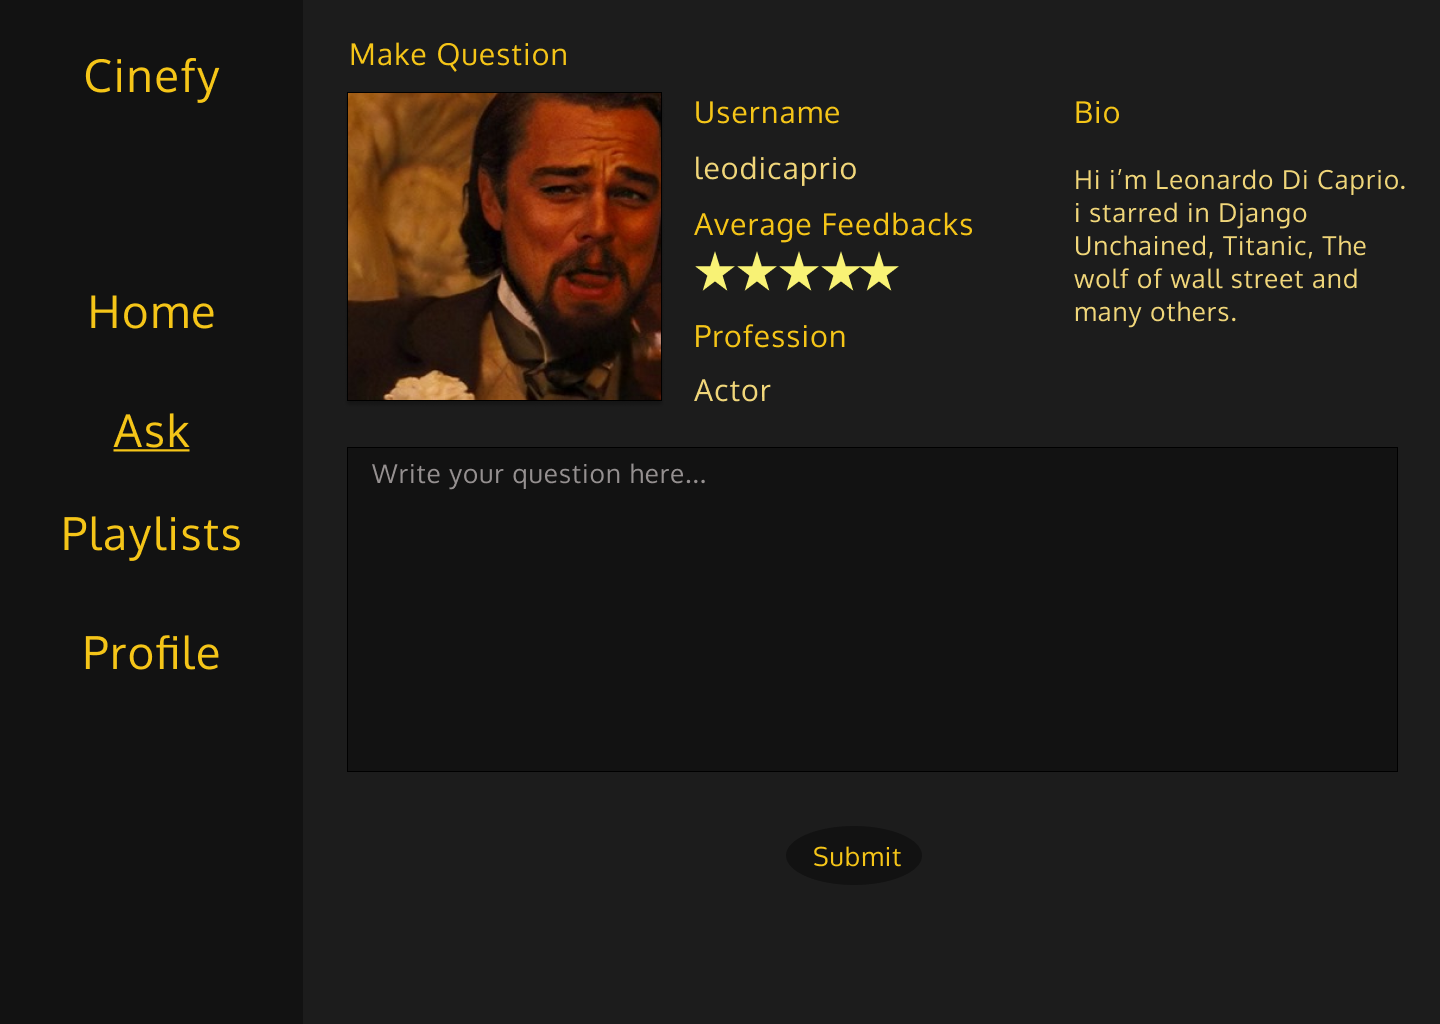 Cinefy
Home
Ask
Playlists
Profile
Make Question
Username
leodicaprio
Average Feedbacks
Profession
Actor
Bio
Hi i’m Leonardo Di Caprio.
i starred in Django
Unchained, Titanic, The
wolf of wall street and
many others.
Write your question here...
Submit